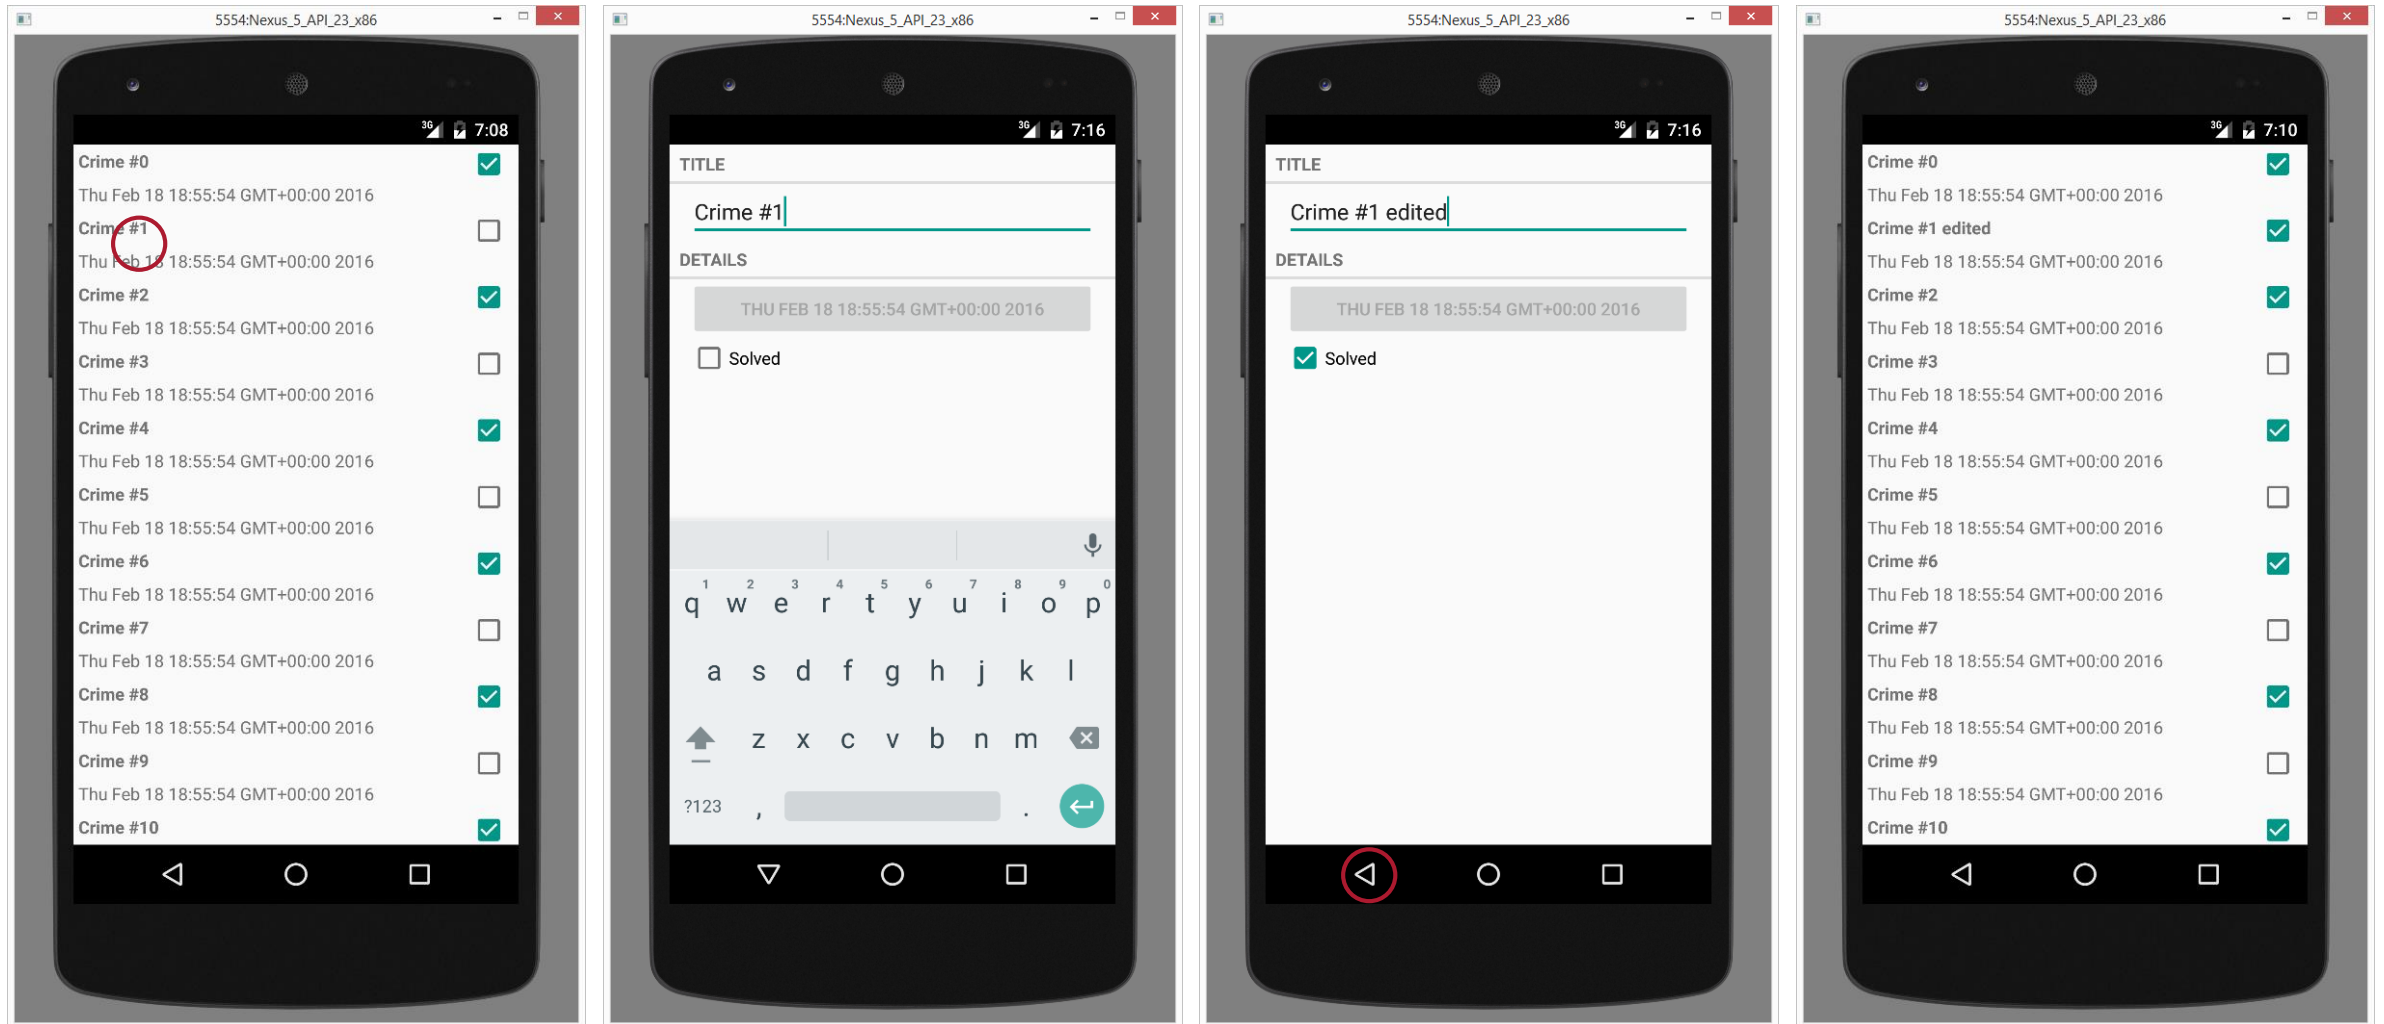 5554:Nexus_5_API_23_x86
3G 7:08
Crime #0
Thu Feb 18 18:55:54 GMT+00:00 2016
Crime #1
Thu Feb 18 18:55:54 GMT+00:00 2016
Crime #2
Thu Feb 18 18:55:54 GMT+00:00 2016
Crime #3
Thu Feb 18 18:55:54 GMT+00:00 2016
Crime #4
Thu Feb 18 18:55:54 GMT+00:00 2016
Crime #5
Thu Feb 18 18:55:54 GMT+00:00 2016
Crime #6
Thu Feb 18 18:55:54 GMT+00:00 2016
Crime #7
Thu Feb 18 18:55:54 GMT+00:00 2016
Crime #8
Thu Feb 18 18:55:54 GMT+00:00 2016
Crime #9
Thu Feb 18 18:55:54 GMT+00:00 2016
Crime #10
5554:Nexus_5_API_23_x86
3G 7:16
TITLE
Crime #1
DETAILS
THU FEB 18 18:55:54 GMT+00:00 2016
Solved
1 2 3 4 5 6 7 8 9 0
q w e r t y u i o p
a s d f g h j k l
z x c v b n m
?123 , .
5554:Nexus_5_API_23_x86
3G 7:16
TITLE
Crime #1 edited
DETAILS
THU FEB 18 18:55:54 GMT+00:00 2016
Solved
5554:Nexus_5_API_23_x86
3G 7:10
Crime #0
Thu Feb 18 18:55:54 GMT+00:00 2016
Crime #1 edited
Thu Feb 18 18:55:54 GMT+00:00 2016
Crime #2
Thu Feb 18 18:55:54 GMT+00:00 2016
Crime #3
Thu Feb 18 18:55:54 GMT+00:00 2016
Crime #4
Thu Feb 18 18:55:54 GMT+00:00 2016
Crime #5
Thu Feb 18 18:55:54 GMT+00:00 2016
Crime #6
Thu Feb 18 18:55:54 GMT+00:00 2016
Crime #7
Thu Feb 18 18:55:54 GMT+00:00 2016
Crime #8
Thu Feb 18 18:55:54 GMT+00:00 2016
Crime #9
Thu Feb 18 18:55:54 GMT+00:00 2016
Crime #10